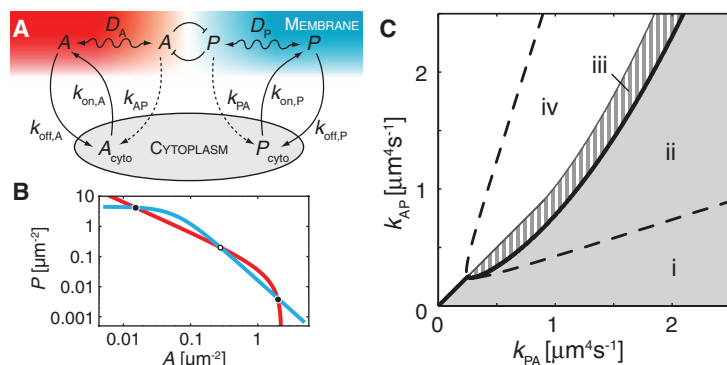 A
MEMBRANE
D_A
D_P
A
A
P
P
k_on,A
k_AP
k_PA
k_on,P
k_off,A
k_off,P
A_cyto
CYTOPLASM
P_cyto
B
10
1
0.1
0.01
0.001
P [μm⁻²]
0.01
0.1
1
A [μm⁻²]
C
2
1
0
k_AP [μm⁴s⁻¹]
iii
iv
ii
i
0
1
2
k_PA [μm⁴s⁻¹]